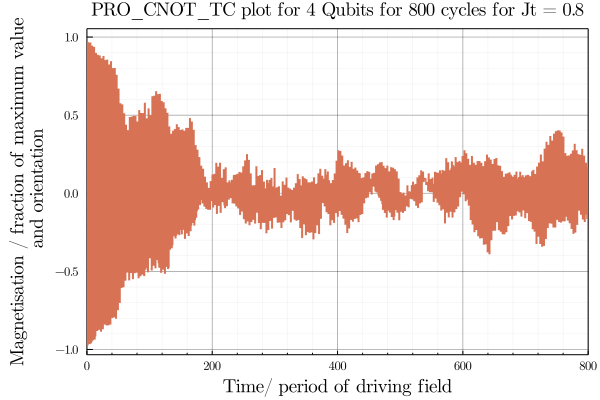 PRO_CNOT_TC plot for 4 Qubits for 800 cycles for Jt = 0.8
Magnetisation / fraction of maximum value
and orientation
1.0
0.5
0.0
−0.5
−1.0
0 200 400 600 800
Time/ period of driving field